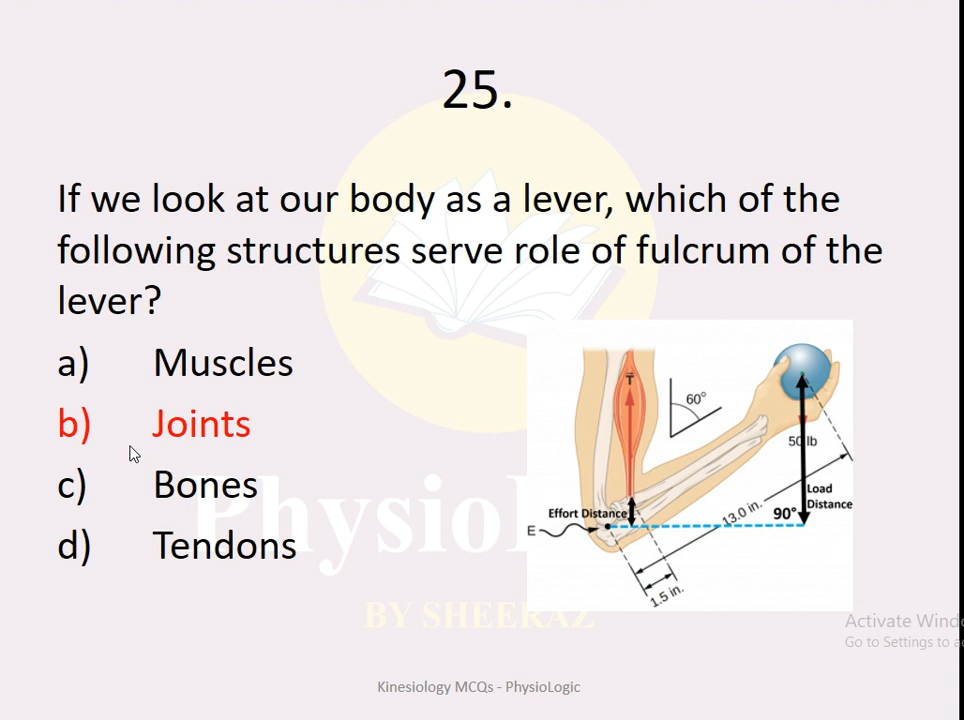 25.
If we look at our body as a lever, which of the
following structures serve role of fulcrum of the
lever?
a) Muscles
b) Joints
c) Bones
d) Tendons
T
60°
50 lb
Load
Distance
Effort Distance
13.0 in.
90°
E
1.5 in.
Physio
BY SHEERAZ
Activate Wind
Go to Settings to a
Kinesiology MCQs - PhysioLogic